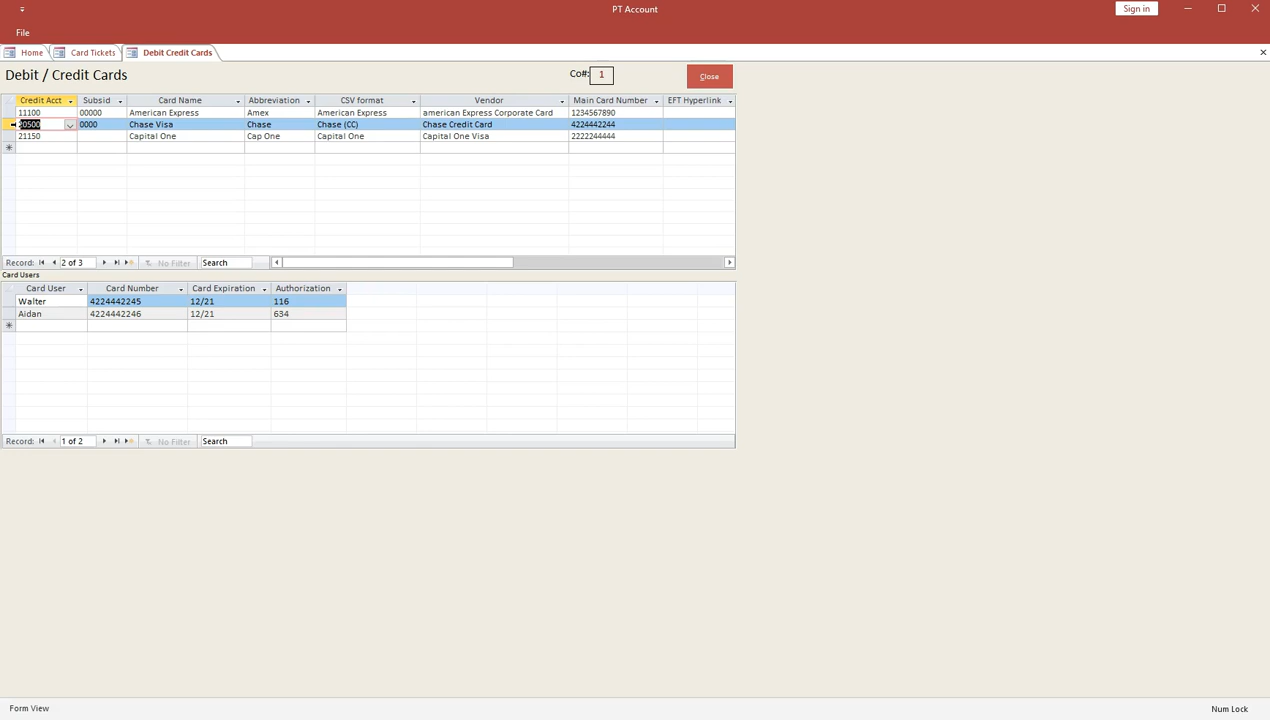 PT Account
Sign in
File
Home Card Tickets Debit Credit Cards
Debit / Credit Cards Co#: 1 Close
Credit Acct Subsid Card Name Abbreviation CSV format Vendor Main Card Number EFT Hyperlink
11100 00000 American Express Amex American Express american Express Corporate Card 1234567890
20500 0000 Chase Visa Chase Chase (CC) Chase Credit Card 4224442244
21150 Capital One Cap One Capital One Capital One Visa 2222244444
Record: 2 of 3 No Filter Search
Card Users
Card User Card Number Card Expiration Authorization
Walter 4224442245 12/21 116
Aidan 4224442246 12/21 634
Record: 1 of 2 No Filter Search
Form View Num Lock